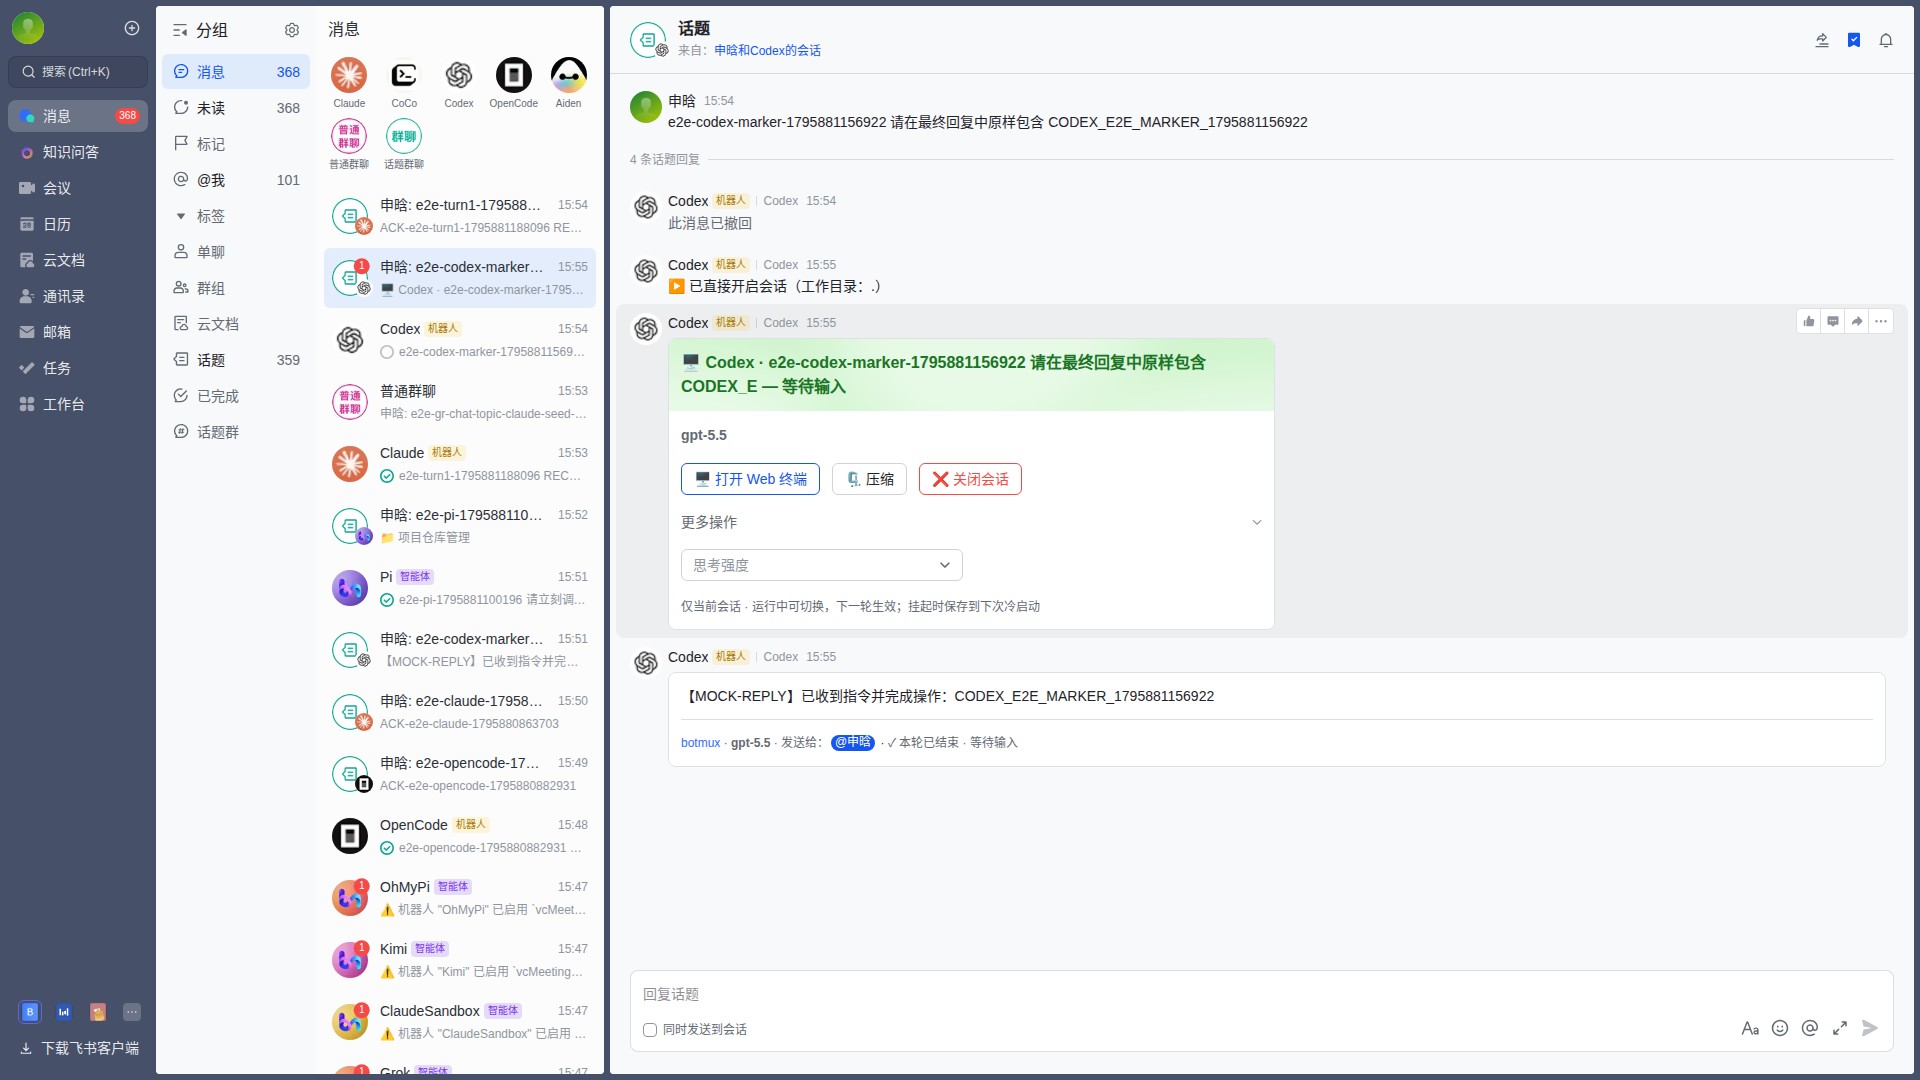 搜索 (Ctrl+K)
消息
368
知识问答
会议
日历
云文档
通讯录
邮箱
任务
工作台
下载飞书客户端
分组
消息 368
未读 368
标记
@我 101
标签
单聊
群组
云文档
话题 359
已完成
话题群
消息
Claude CoCo Codex OpenCode Aiden
普通
群聊
群聊
普通群聊 话题群聊
申晗: e2e-turn1-179588… 15:54
ACK-e2e-turn1-1795881188096 RE…
1
申晗: e2e-codex-marker… 15:55
Codex · e2e-codex-marker-1795…
Codex 机器人 15:54
e2e-codex-marker-17958811569…
普通
群聊
普通群聊 15:53
申晗: e2e-gr-chat-topic-claude-seed-…
Claude 机器人 15:53
e2e-turn1-1795881188096 REC…
申晗: e2e-pi-179588110… 15:52
项目仓库管理
Pi 智能体 15:51
e2e-pi-1795881100196 请立刻调…
申晗: e2e-codex-marker… 15:51
【MOCK-REPLY】已收到指令并完…
申晗: e2e-claude-17958… 15:50
ACK-e2e-claude-1795880863703
申晗: e2e-opencode-17… 15:49
ACK-e2e-opencode-1795880882931
OpenCode 机器人 15:48
e2e-opencode-1795880882931 …
1
OhMyPi 智能体 15:47
机器人 "OhMyPi" 已启用 `vcMeet…
1
Kimi 智能体 15:47
机器人 "Kimi" 已启用 `vcMeeting…
1
ClaudeSandbox 智能体 15:47
机器人 "ClaudeSandbox" 已启用 …
1
Grok 智能体 15:47
话题
来自：申晗和Codex的会话
申晗 15:54
e2e-code-marker-1795881156922 请在最终回复中原样包含 CODEX_E2E_MARKER_1795881156922
4 条话题回复
Codex 机器人 Codex 15:54
此消息已撤回
Codex 机器人 Codex 15:55
已直接开启会话（工作目录：.）
Codex 机器人 Codex 15:55
Codex · e2e-codex-marker-1795881156922 请在最终回复中原样包含
CODEX_E — 等待输入
gpt-5.5
打开 Web 终端 压缩 关闭会话
更多操作
思考强度
仅当前会话 · 运行中可切换，下一轮生效；挂起时保存到下次冷启动
Codex 机器人 Codex 15:55
【MOCK-REPLY】已收到指令并完成操作：CODEX_E2E_MARKER_1795881156922
botmux · gpt-5.5 · 发送给：@申晗 · ✓ 本轮已结束 · 等待输入
回复话题
同时发送到会话
Aa